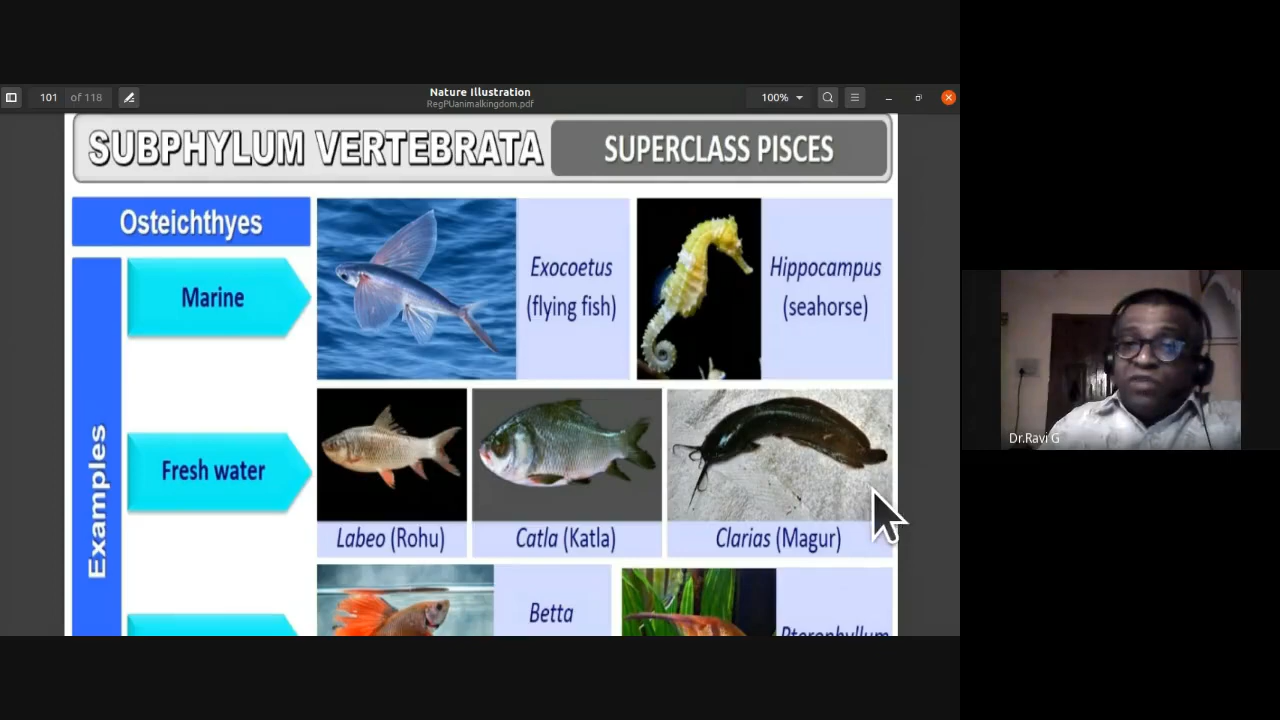 101 of 118
Nature Illustration
RegPUanimalkingdom.pdf
100%
SUBPHYLUM VERTEBRATA
SUPERCLASS PISCES
Osteichthyes
Examples
Marine
Exocoetus
(flying fish)
Hippocampus
(seahorse)
Fresh water
Labeo (Rohu)
Catla (Katla)
Clarias (Magur)
Betta
Pterophyllum
Dr.Ravi G